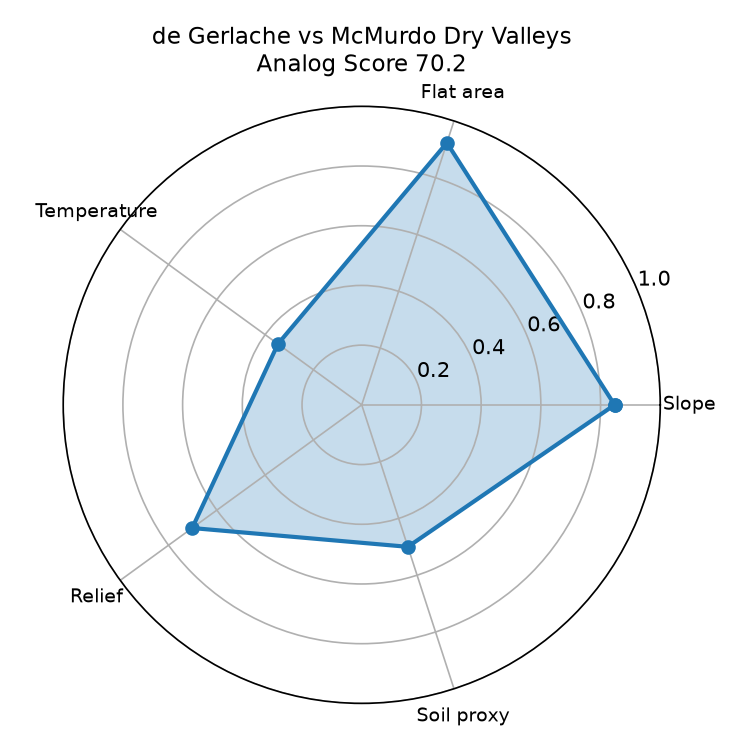 de Gerlache vs McMurdo Dry Valleys
Analog Score 70.2
Flat area
Temperature
1.0
0.8
0.6
0.4
0.2
Slope
Relief
Soil proxy